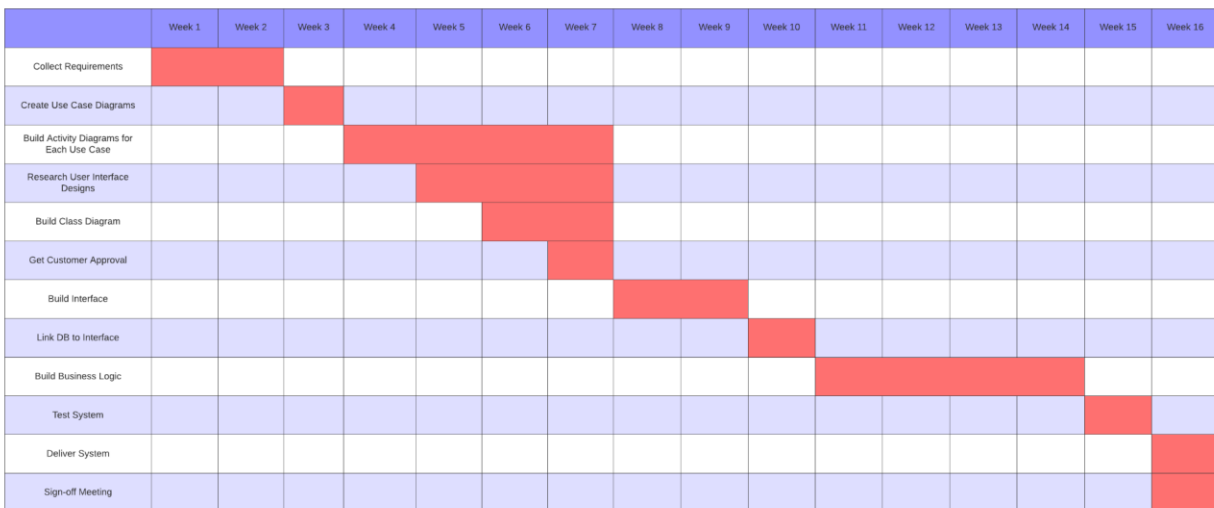 Week 1 Week 2 Week 3 Week 4 Week 5 Week 6 Week 7 Week 8 Week 9 Week 10 Week 11 Week 12 Week 13 Week 14 Week 15 Week 16
Collect Requirements
Create Use Case Diagrams
Build Activity Diagrams for
Each Use Case
Research User Interface
Designs
Build Class Diagram
Get Customer Approval
Build Interface
Link DB to Interface
Build Business Logic
Test System
Deliver System
Sign-off Meeting